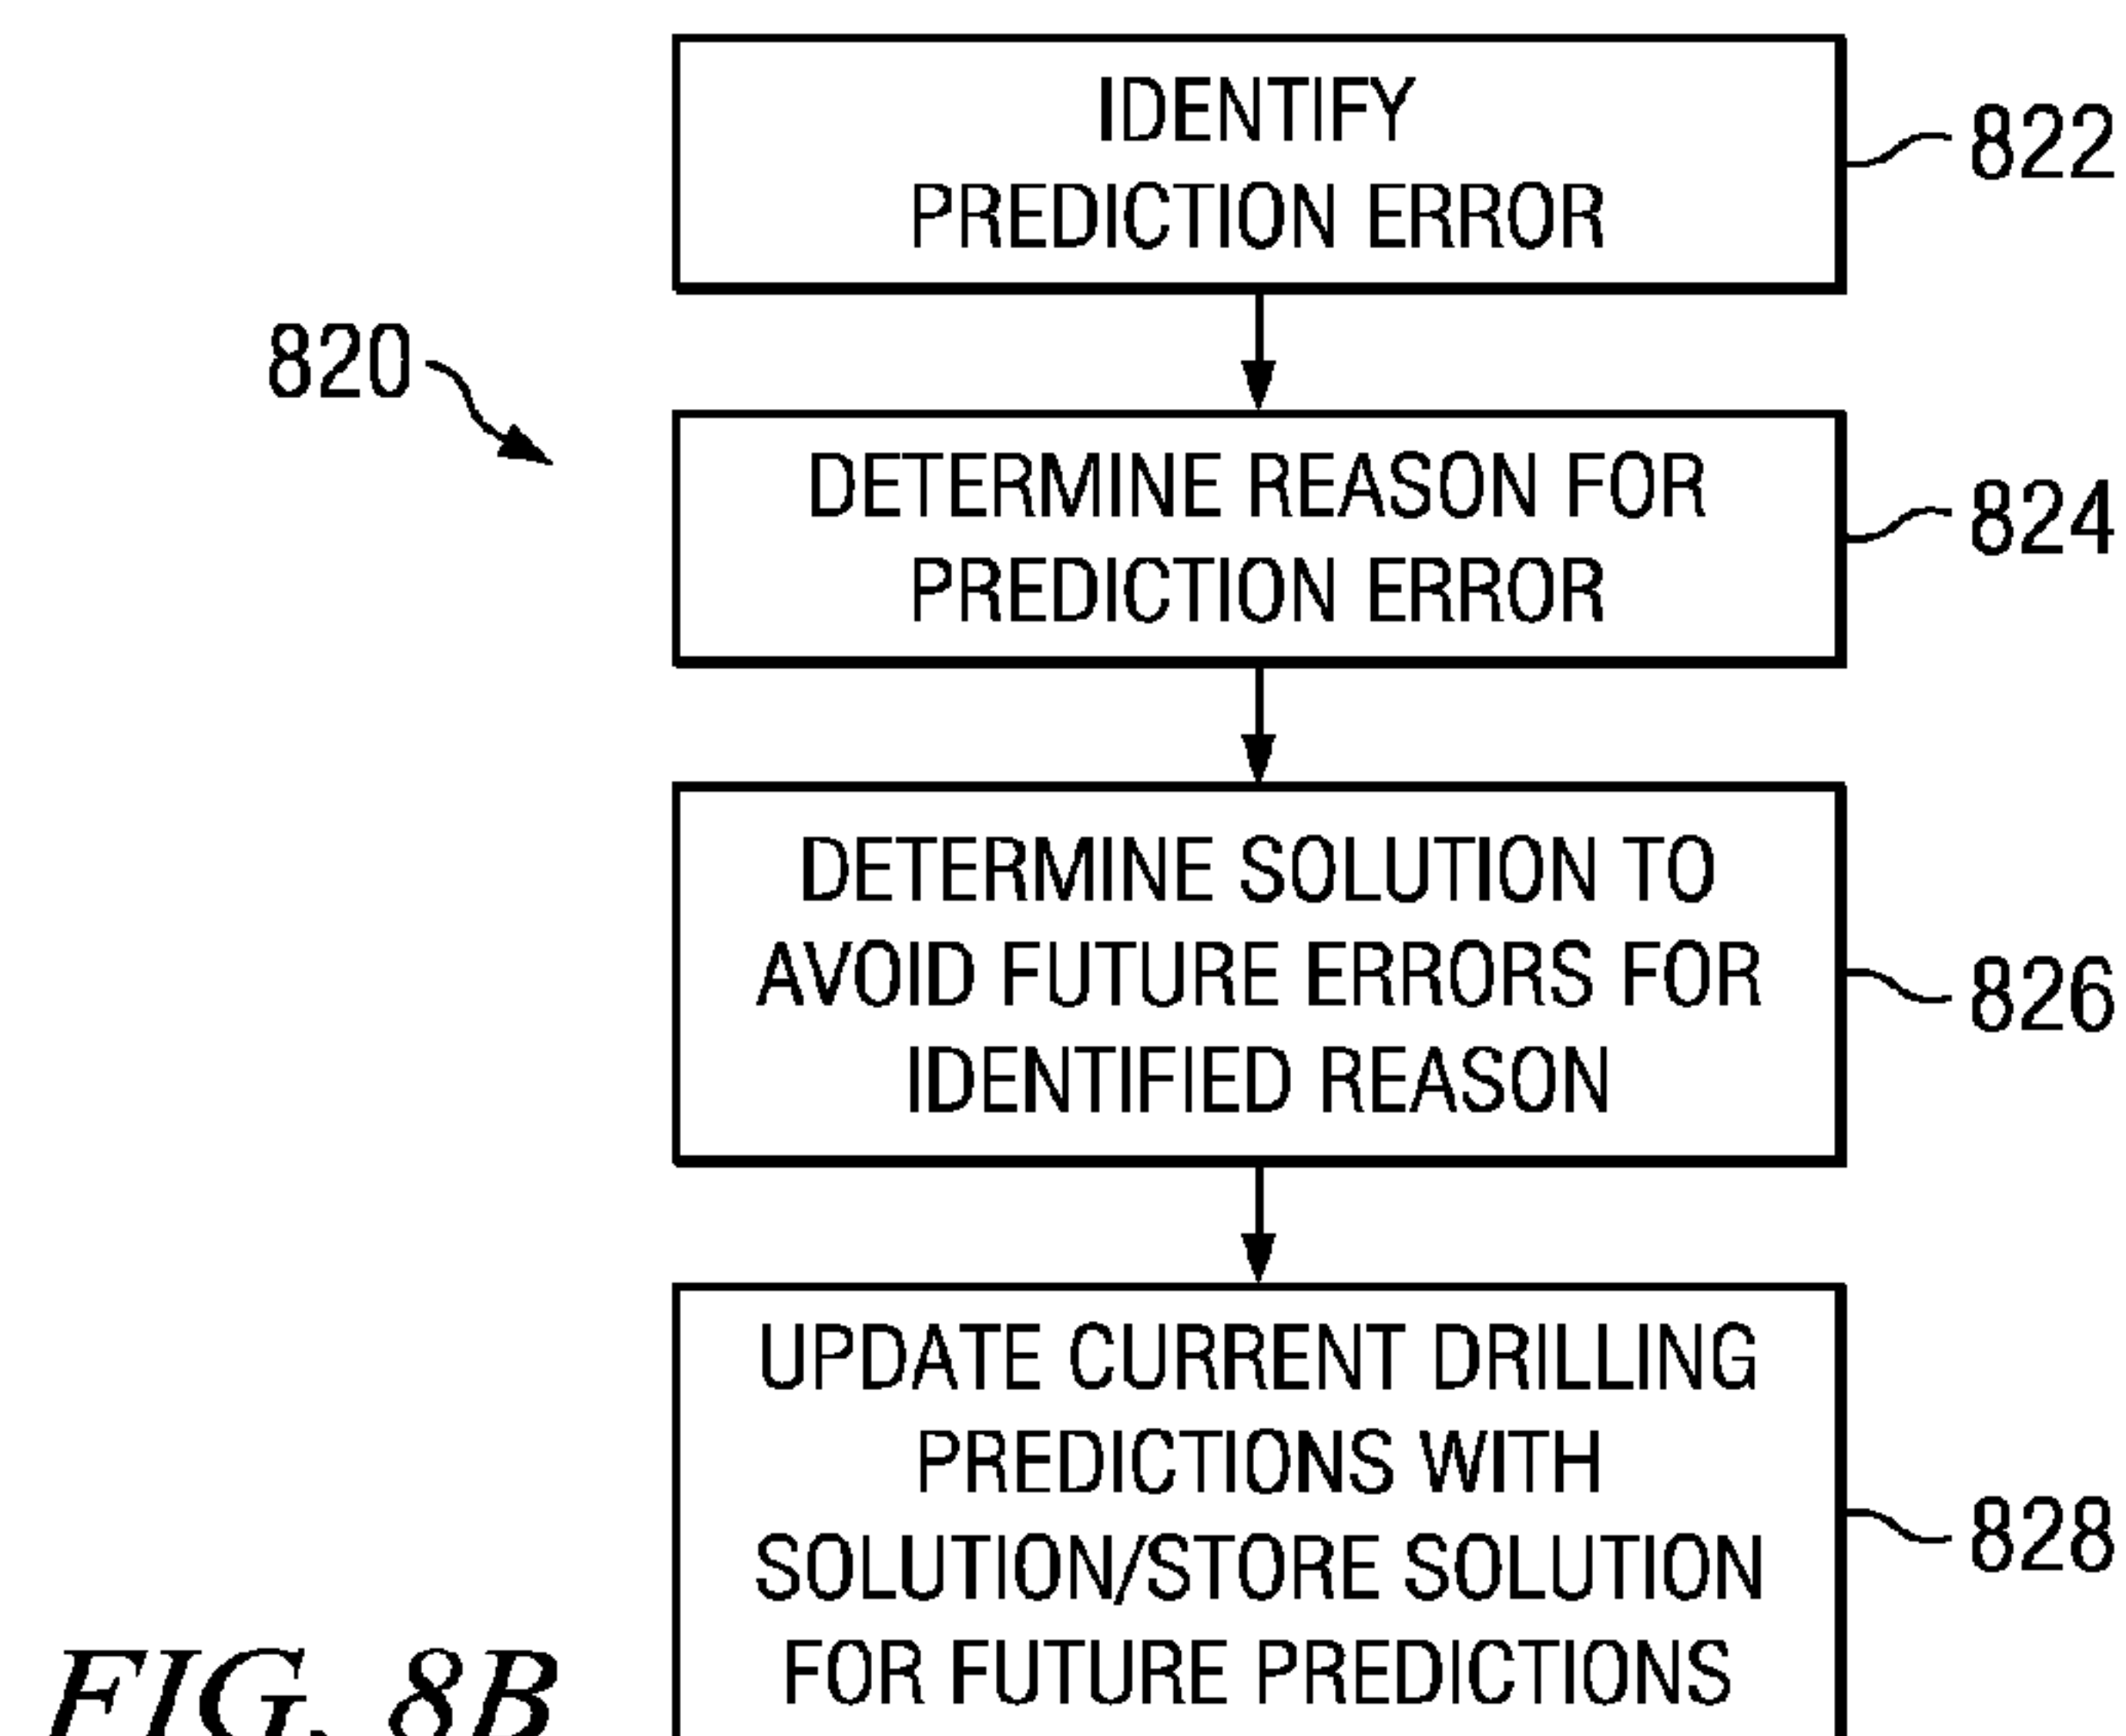 IDENTIFY
PREDICTION ERROR
822
820
DETERMINE REASON FOR
PREDICTION ERROR
824
DETERMINE SOLUTION TO
AVOID FUTURE ERRORS FOR
IDENTIFIED REASON
826
UPDATE CURRENT DRILLING
PREDICTIONS WITH
SOLUTION/STORE SOLUTION
FOR FUTURE PREDICTIONS
828
FIG. 8B